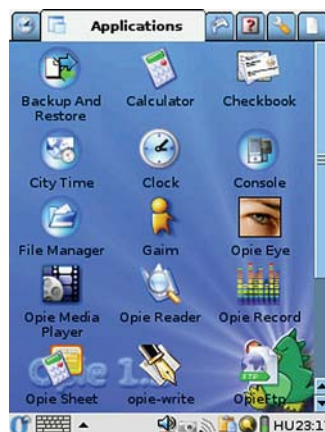 Applications
Backup And
Restore
Calculator
Checkbook
City Time
Clock
Console
File Manager
Gaim
Opie Eye
Opie Media
Player
Opie Reader
Opie Record
FTP
Opie Sheet
opie-write
OpieFtp